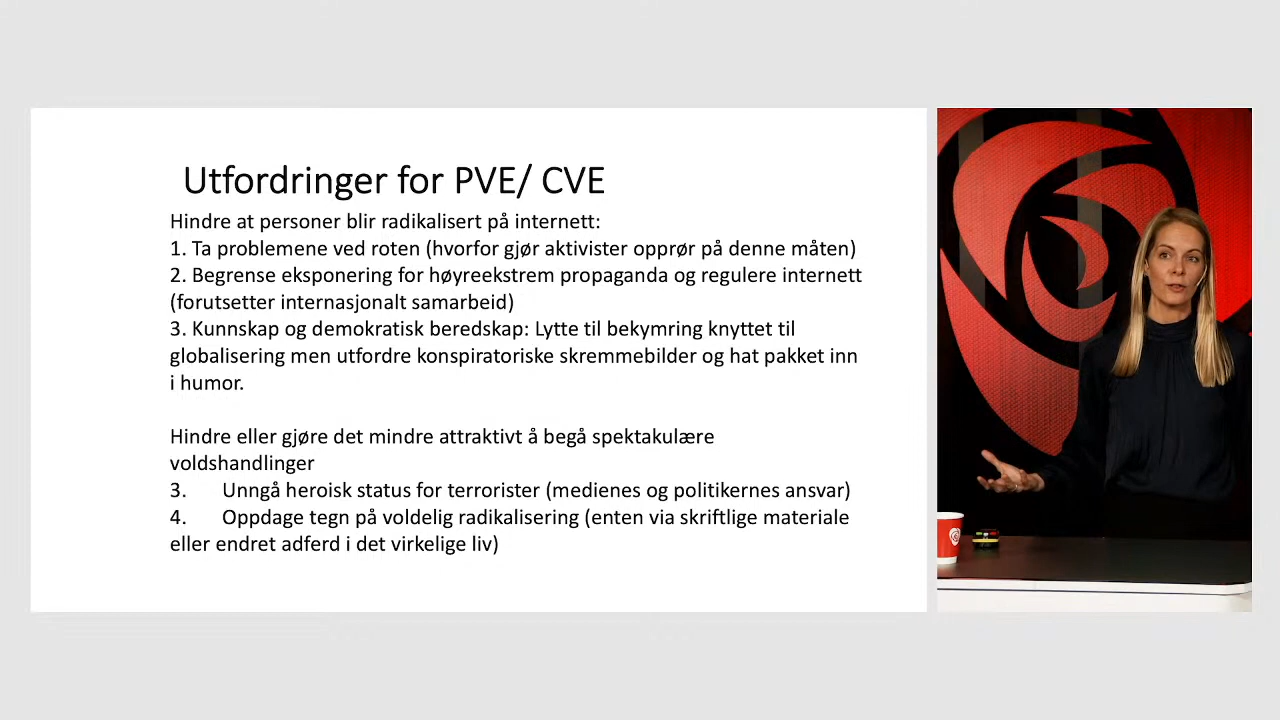 Utfordringer for PVE/ CVE
Hindre at personer blir radikalisert på internett:
1. Ta problemene ved roten (hvorfor gjør aktivister opprør på denne måten)
2. Begrense eksponering for høyreekstrem propaganda og regulere internett
(forutsetter internasjonalt samarbeid)
3. Kunnskap og demokratisk beredskap: Lytte til bekymring knyttet til
globalisering men utfordre konspiratoriske skremmebilder og hat pakket inn
i humor.
Hindre eller gjøre det mindre attraktivt å begå spektakulære
voldshandlinger
3. Unngå heroisk status for terrorister (medienes og politikernes ansvar)
4. Oppdage tegn på voldelig radikalisering (enten via skriftlige materiale
eller endret adferd i det virkelige liv)